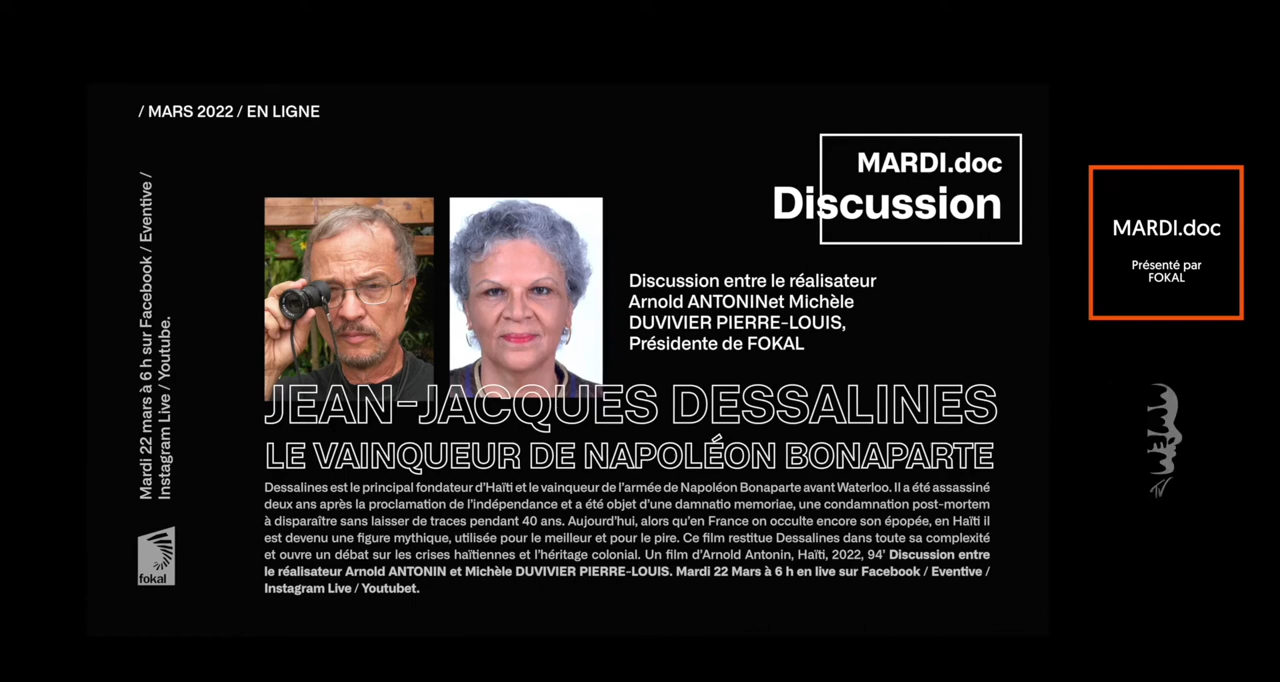 / MARS 2022 / EN LIGNE
MARDI.doc
Discussion
Mardi 22 mars à 6 h sur Facebook / Eventive /
Instagram Live / Youtube.
Discussion entre le réalisateur
Arnold ANTONINet Michèle
DUVIVIER PIERRE-LOUIS,
Présidente de FOKAL
JEAN-JACQUES DESSALINES
LE VAINQUEUR DE NAPOLÉON BONAPARTE
Dessalines est le principal fondateur d'Haïti et le vainqueur de l'armée de Napoléon Bonaparte avant Waterloo. Il a été assassiné
deux ans après la proclamation de l'indépendance et a été objet d'une damnatio memoriae, une condamnation post-mortem
à disparaître sans laisser de traces pendant 40 ans. Aujourd'hui, alors qu'en France on occulte encore son épopée, en Haïti il
est devenu une figure mythique, utilisée pour le meilleur et pour le pire. Ce film restitue Dessalines dans toute sa complexité
et ouvre un débat sur les crises haïtiennes et l'héritage colonial. Un film d'Arnold Antonin, Haïti, 2022, 94' Discussion entre
le réalisateur Arnold ANTONIN et Michèle DUVIVIER PIERRE-LOUIS. Mardi 22 Mars à 6 h en live sur Facebook / Eventive /
Instagram Live / Youtubet.
fokal
MARDI.doc
Présenté par
FOKAL